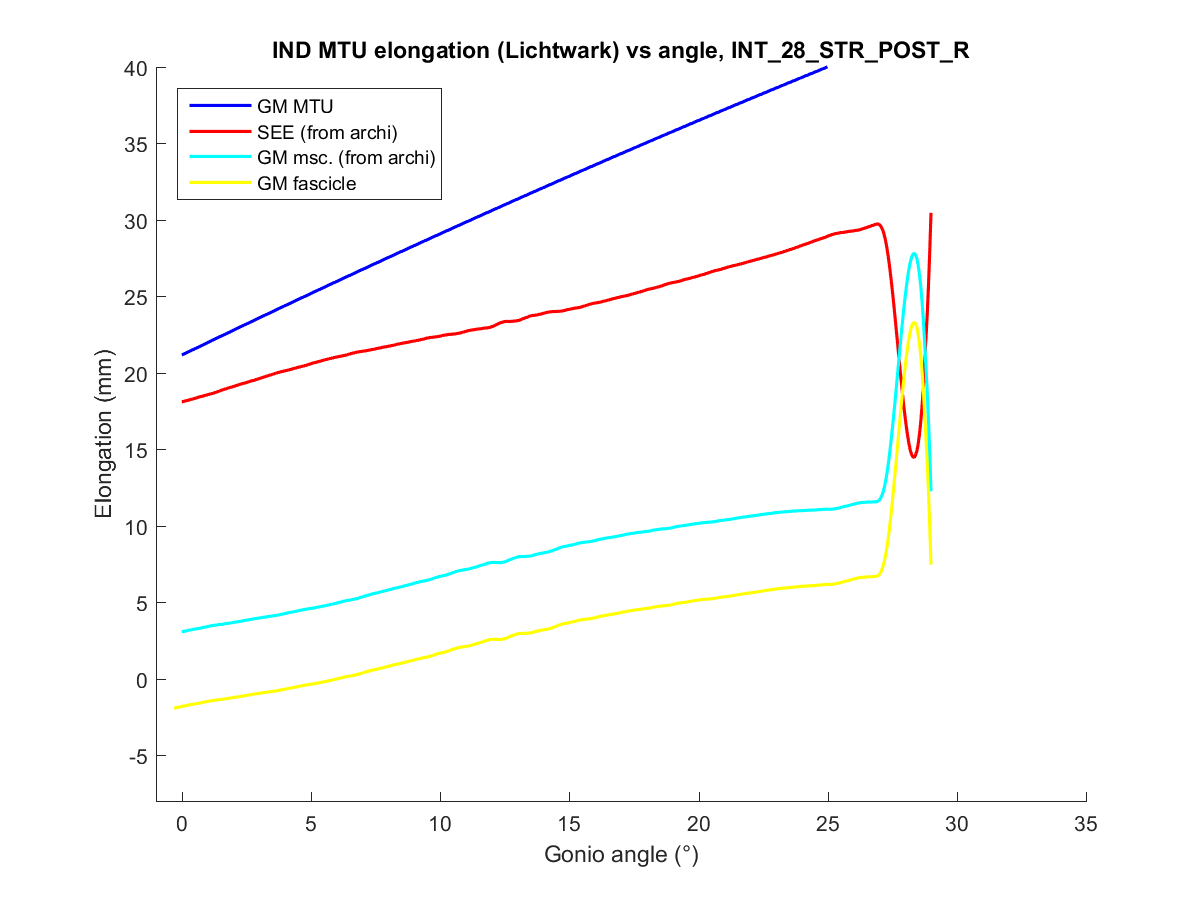 IND MTU elongation (Lichtwark) vs angle, INT_28_STR_POST_R
GM MTU
SEE (from archi)
GM msc. (from archi)
GM fascicle
Elongation (mm)
40
35
30
25
20
15
10
5
0
-5
0 5 10 15 20 25 30 35
Gonio angle (°)